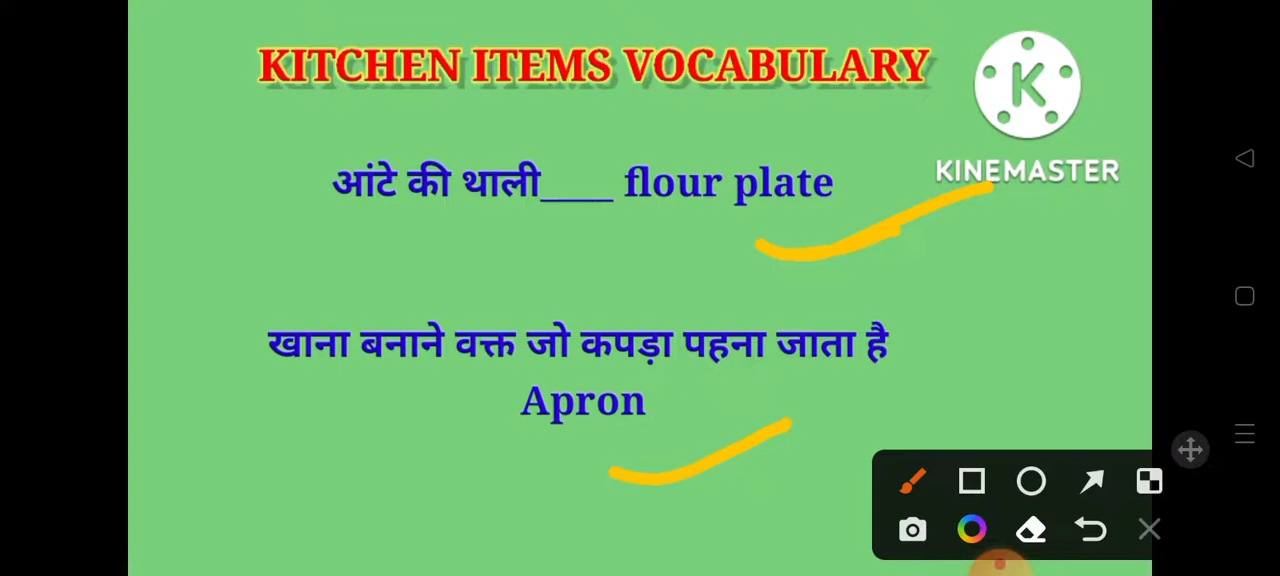 KITCHEN ITEMS VOCABULARY
K
KINEMASTER
आंटे की थाली____ flour plate
खाना बनाने वक्त जो कपड़ा पहना जाता है
Apron